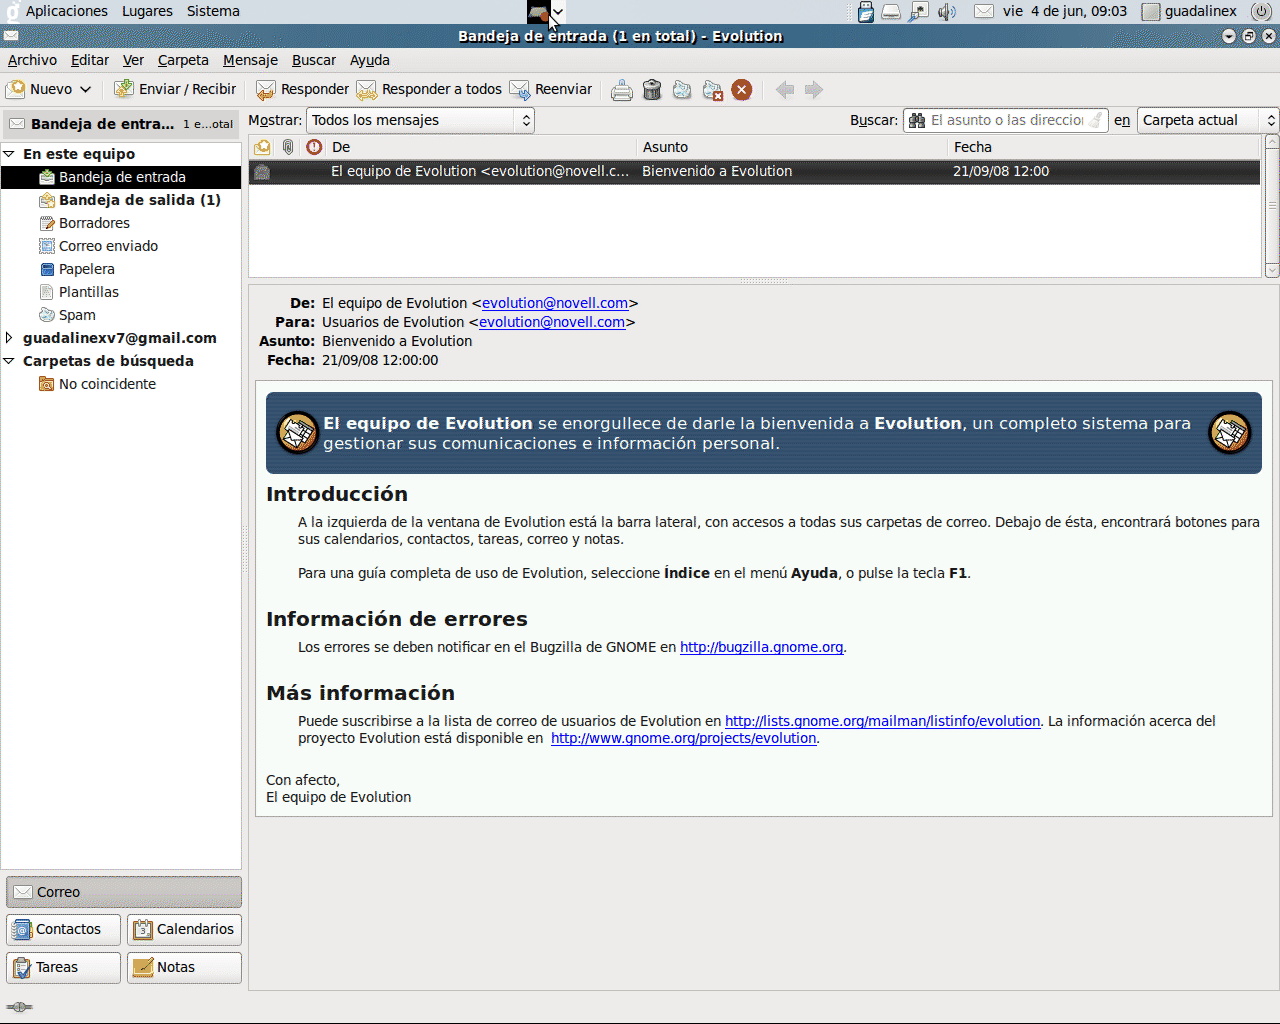 Aplicaciones Lugares Sistema vie 4 de jun, 09:03 guadalinex
Bandeja de entrada (1 en total) - Evolution
Archivo Editar Ver Carpeta Mensaje Buscar Ayuda
Nuevo Enviar / Recibir Responder Responder a todos Reenviar
Bandeja de entra... 1 e...otal
Mostrar: Todos los mensajes Buscar: El asunto o las direccion en Carpeta actual
De Asunto Fecha
El equipo de Evolution <evolution@novell.c... Bienvenido a Evolution 21/09/08 12:00
En este equipo
Bandeja de entrada
Bandeja de salida (1)
Borradores
Correo enviado
Papelera
Plantillas
Spam
guadalinexv7@gmail.com
Carpetas de búsqueda
No coincidente
De: El equipo de Evolution <evolution@novell.com>
Para: Usuarios de Evolution <evolution@novell.com>
Asunto: Bienvenido a Evolution
Fecha: 21/09/08 12:00:00
El equipo de Evolution se enorgullece de darle la bienvenida a Evolution, un completo sistema para
gestionar sus comunicaciones e información personal.
Introducción
A la izquierda de la ventana de Evolution está la barra lateral, con accesos a todas sus carpetas de correo. Debajo de ésta, encontrará botones para
sus calendarios, contactos, tareas, correo y notas.
Para una guía completa de uso de Evolution, seleccione Índice en el menú Ayuda, o pulse la tecla F1.
Información de errores
Los errores se deben notificar en el Bugzilla de GNOME en http://bugzilla.gnome.org.
Más información
Puede suscribirse a la lista de correo de usuarios de Evolution en http://lists.gnome.org/mailman/listinfo/evolution. La información acerca del
proyecto Evolution está disponible en http://www.gnome.org/projects/evolution.
Con afecto,
El equipo de Evolution
Correo
Contactos Calendarios
Tareas Notas